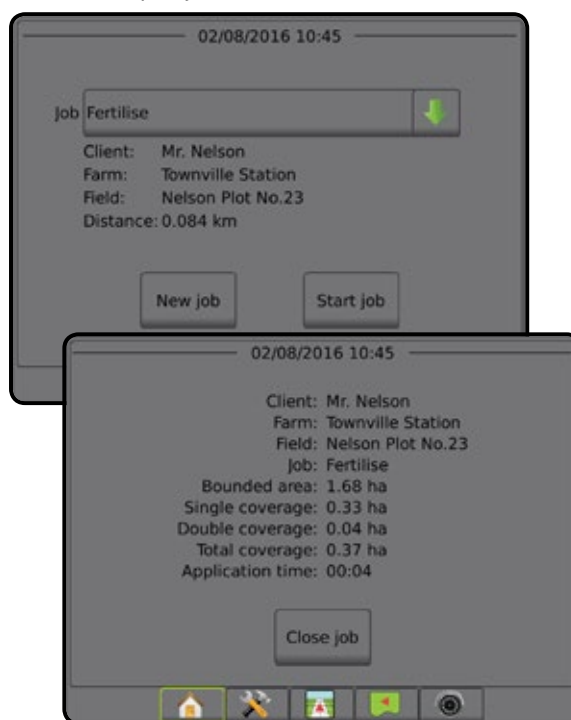 02/08/2016 10:45
Job Fertilise
Client: Mr. Nelson
Farm: Townville Station
Field: Nelson Plot No.23
Distance: 0.084 km
New job Start job
02/08/2016 10:45
Client: Mr. Nelson
Farm: Townville Station
Field: Nelson Plot No.23
Job: Fertilise
Bounded area: 1.68 ha
Single coverage: 0.33 ha
Double coverage: 0.04 ha
Total coverage: 0.37 ha
Application time: 00:04
Close job